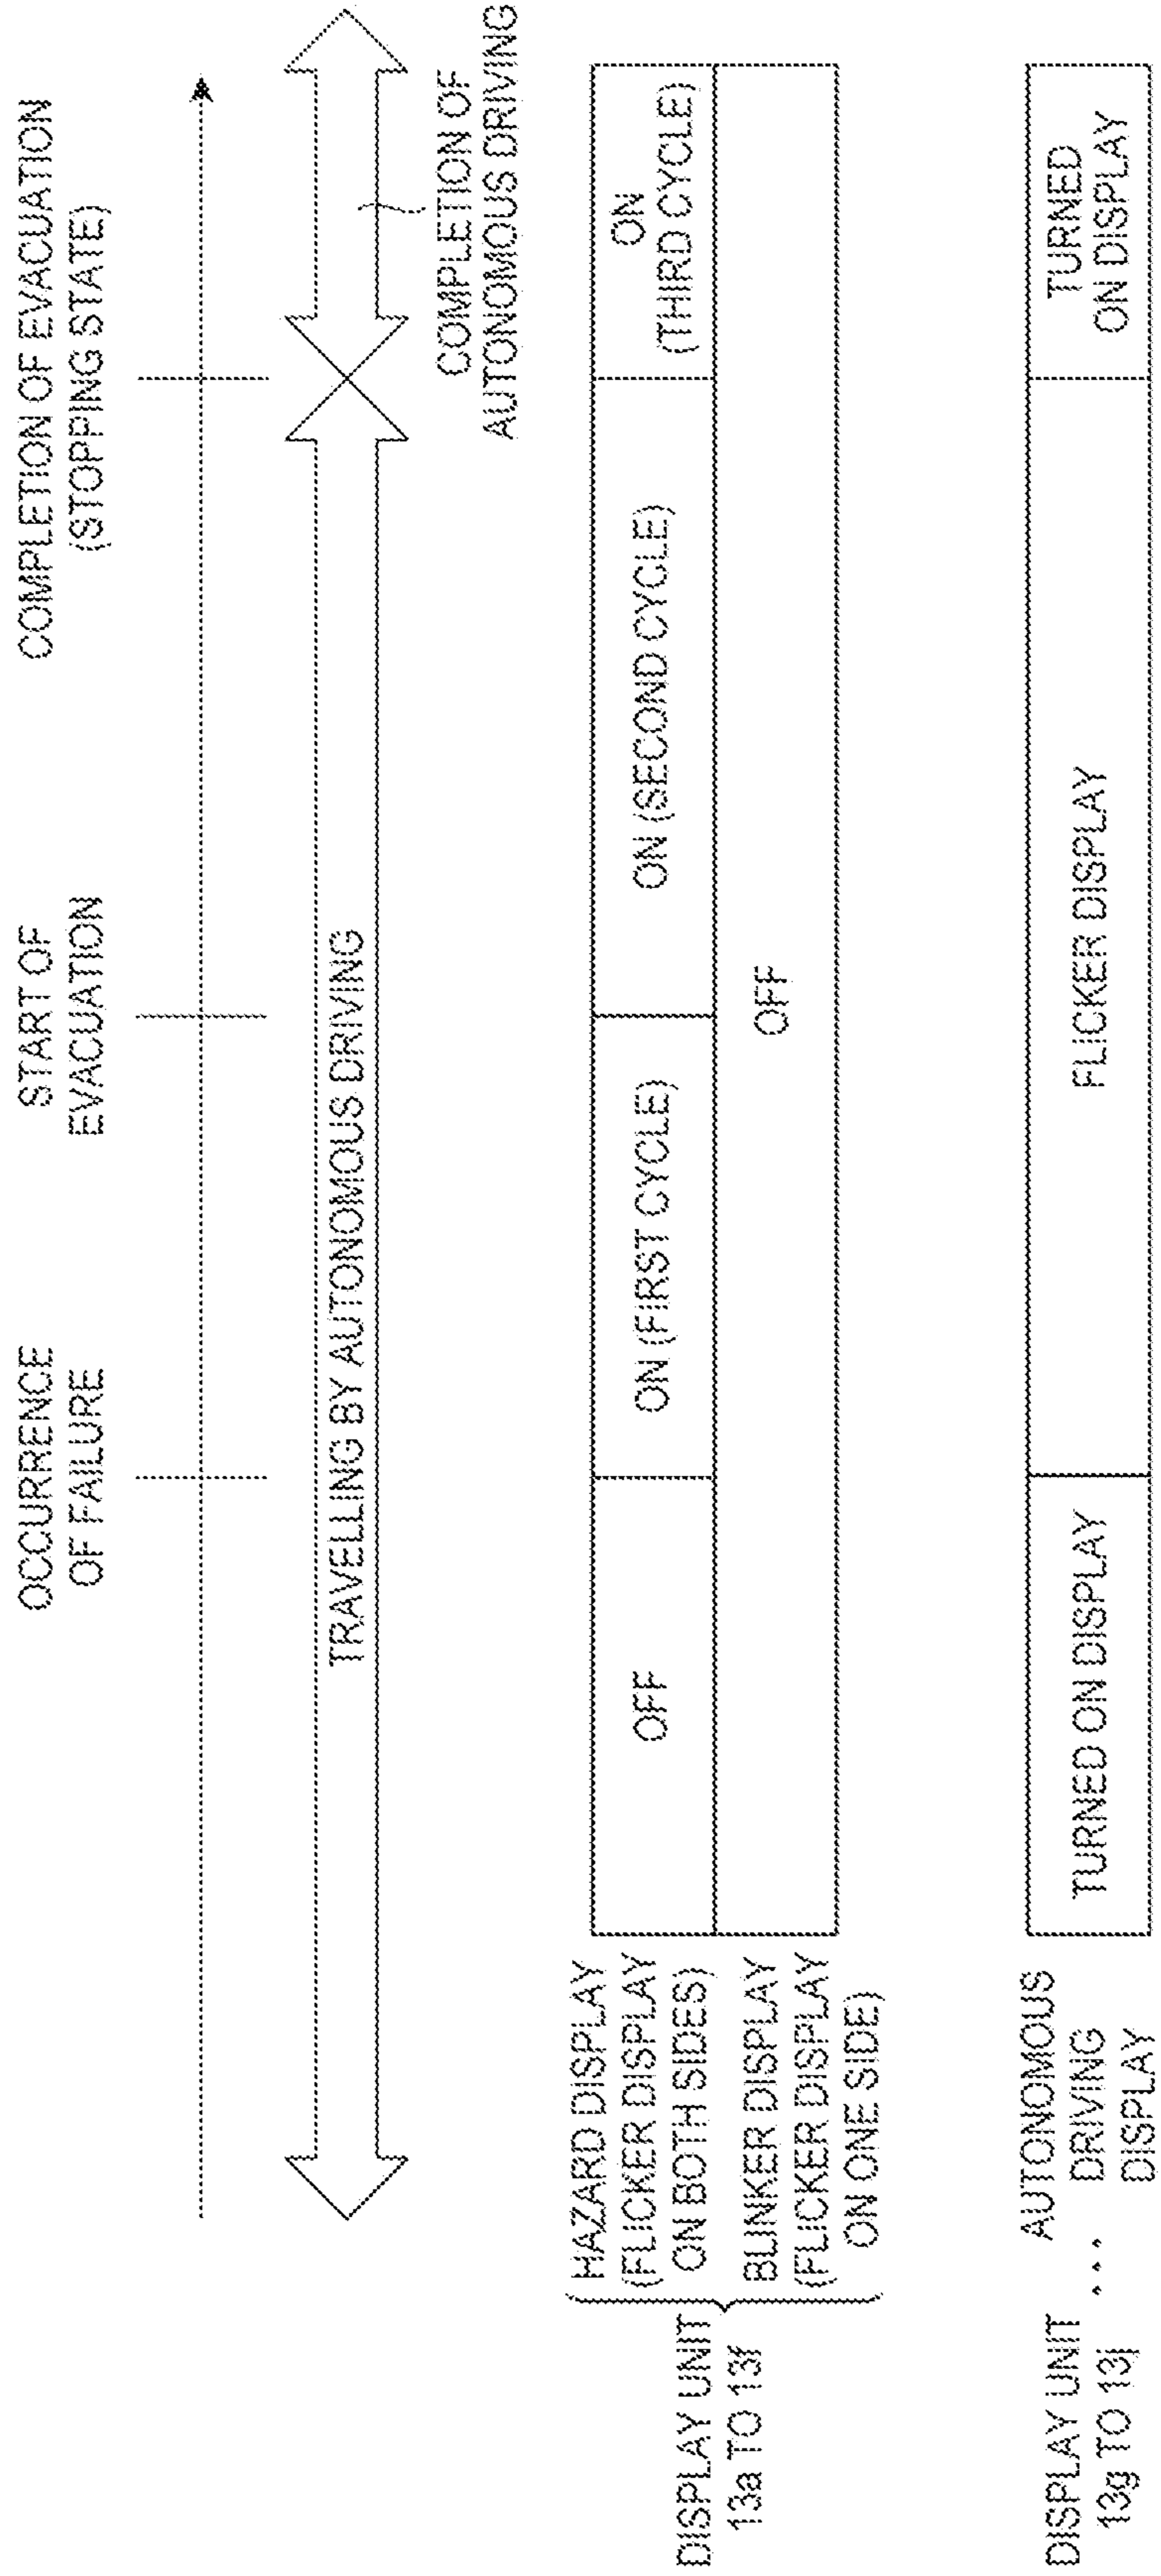 OCCURRENCE
OF FAILURE
START OF
EVACUATION
COMPLETION OF EVACUATION
(STOPPING STATE)
TRAVELLING BY AUTONOMOUS DRIVING
COMPLETION OF
AUTONOMOUS DRIVING
DISPLAY UNIT
13a TO 13f
HAZARD DISPLAY
(FLICKER DISPLAY
ON BOTH SIDES)
OFF
ON (FIRST CYCLE)
ON (SECOND CYCLE)
ON
(THIRD CYCLE)
BLINKER DISPLAY
(FLICKER DISPLAY
ON ONE SIDE)
OFF
DISPLAY UNIT
13g TO 13j
...
AUTONOMOUS
DRIVING
DISPLAY
TURNED ON DISPLAY
FLICKER DISPLAY
TURNED
ON DISPLAY